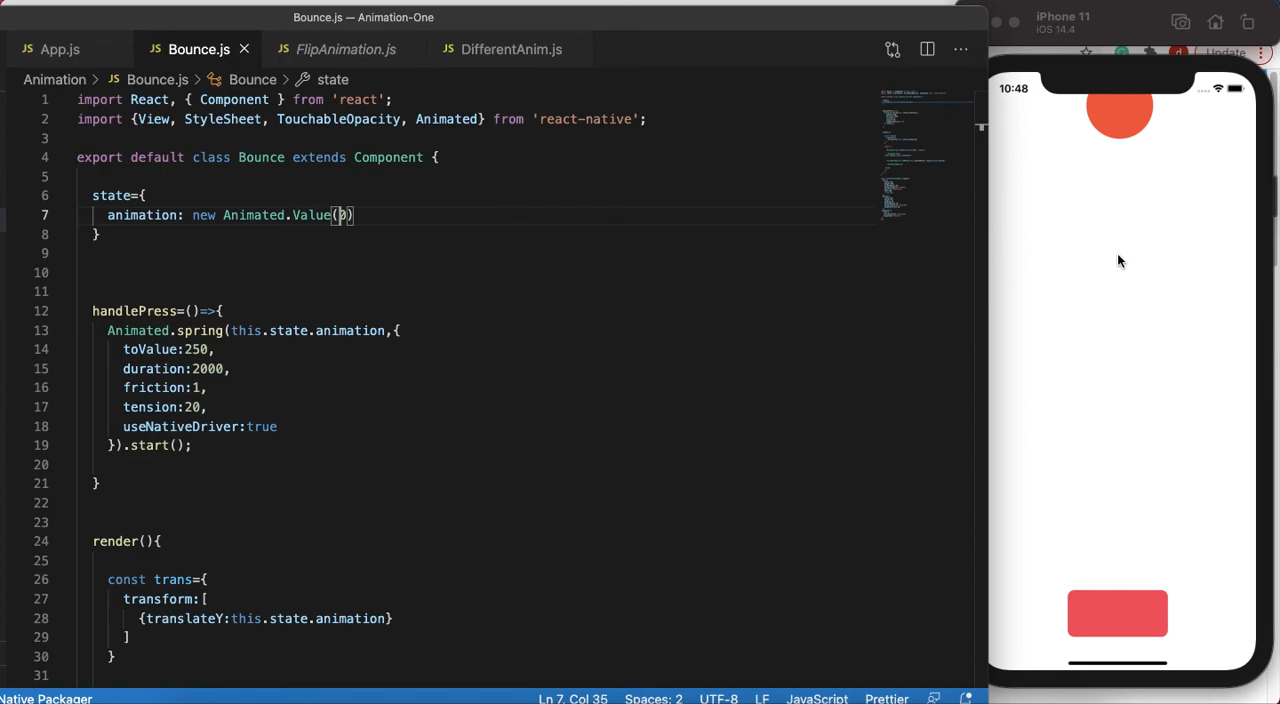 Bounce.js — Animation-One
JS App.js
JS Bounce.js
JS FlipAnimation.js
JS DifferentAnim.js
Animation > JS Bounce.js > Bounce > state
1 import React, { Component } from 'react';
2 import {View, StyleSheet, TouchableOpacity, Animated} from 'react-native';
3
4 export default class Bounce extends Component {
5
6 state={
7 animation: new Animated.Value(0)
8 }
9
10
11
12 handlePress=()=>{
13 Animated.spring(this.state.animation,{
14 toValue:250,
15 duration:2000,
16 friction:1,
17 tension:20,
18 useNativeDriver:true
19 }).start();
20
21 }
22
23
24 render(){
25
26 const trans={
27 transform:[
28 {translateY:this.state.animation}
29 ]
30 }
31
Native Packager
Ln 7, Col 35 Spaces: 2 UTF-8 LF JavaScript Prettier
iPhone 11
iOS 14.4
Update
10:48